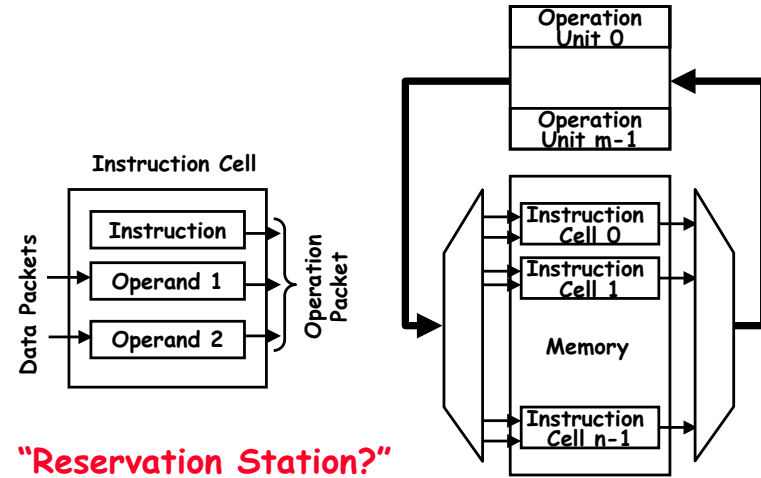 Instruction Cell
Data Packets
Instruction
Operand 1
Operand 2
Operation
Packet
"Reservation Station?"
Operation
Unit 0
Operation
Unit m-1
Instruction
Cell 0
Instruction
Cell 1
Memory
Instruction
Cell n-1